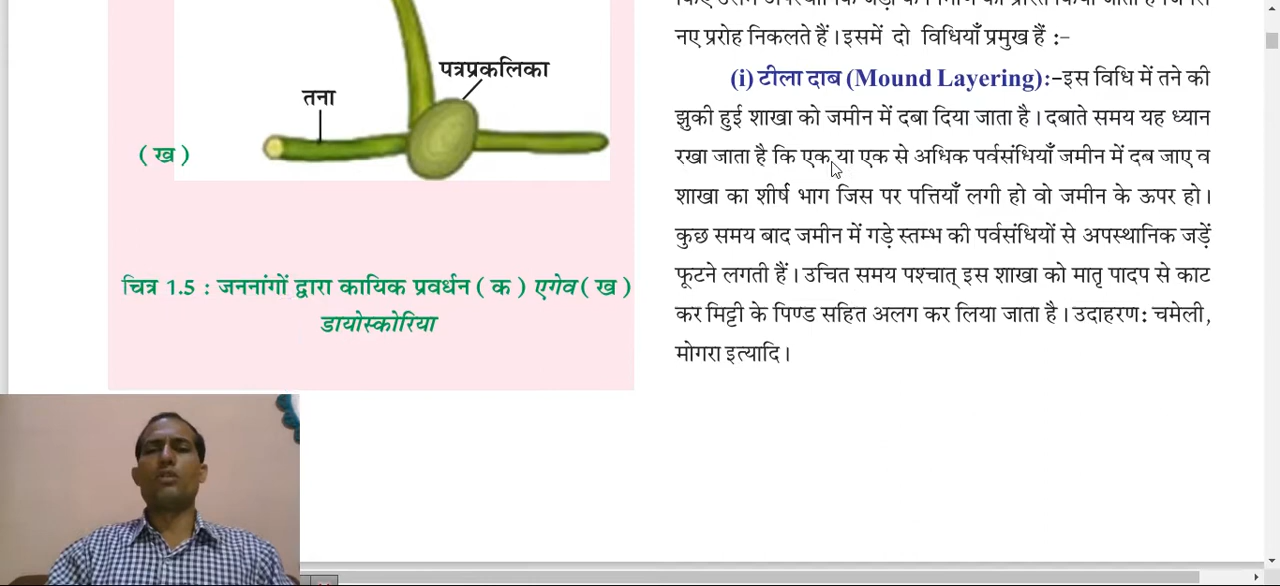 पत्रप्रकलिका
तना
( ख )
चित्र 1.5 : जननांगों द्वारा कायिक प्रवर्धन ( क ) एगेव ( ख )
डायोस्कोरिया
नए प्ररोह निकलते हैं। इसमें दो विधियाँ प्रमुख हैं :–
(i) टीला दाब (Mound Layering):–इस विधि में तने की
झुकी हुई शाखा को जमीन में दबा दिया जाता है। दबाते समय यह ध्यान
रखा जाता है कि एक या एक से अधिक पर्वसंधियाँ जमीन में दब जाए व
शाखा का शीर्ष भाग जिस पर पत्तियाँ लगी हो वो जमीन के ऊपर हो।
कुछ समय बाद जमीन में गड़े स्तम्भ की पर्वसंधियों से अपस्थानिक जड़ें
फूटने लगती हैं। उचित समय पश्चात् इस शाखा को मातृ पादप से काट
कर मिट्टी के पिण्ड सहित अलग कर लिया जाता है। उदाहरण: चमेली,
मोगरा इत्यादि।